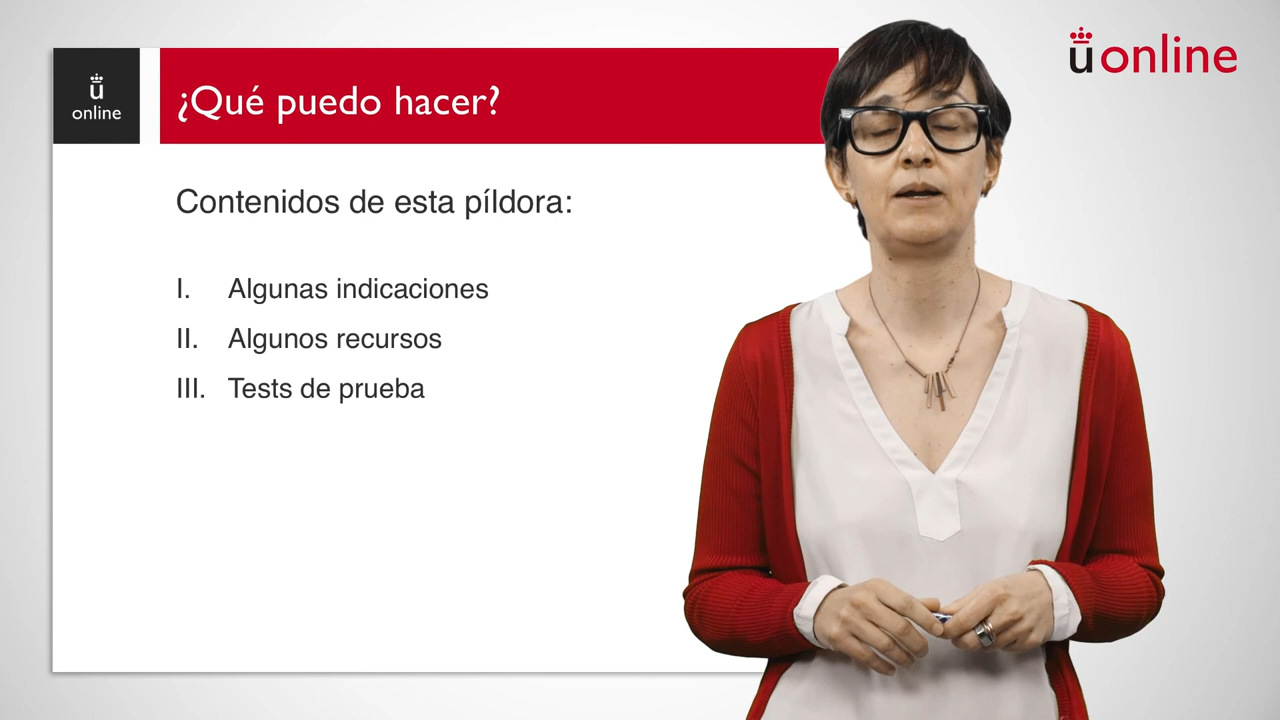 ü online
ü
online
¿Qué puedo hacer?
Contenidos de esta píldora:
I. Algunas indicaciones
II. Algunos recursos
III. Tests de prueba